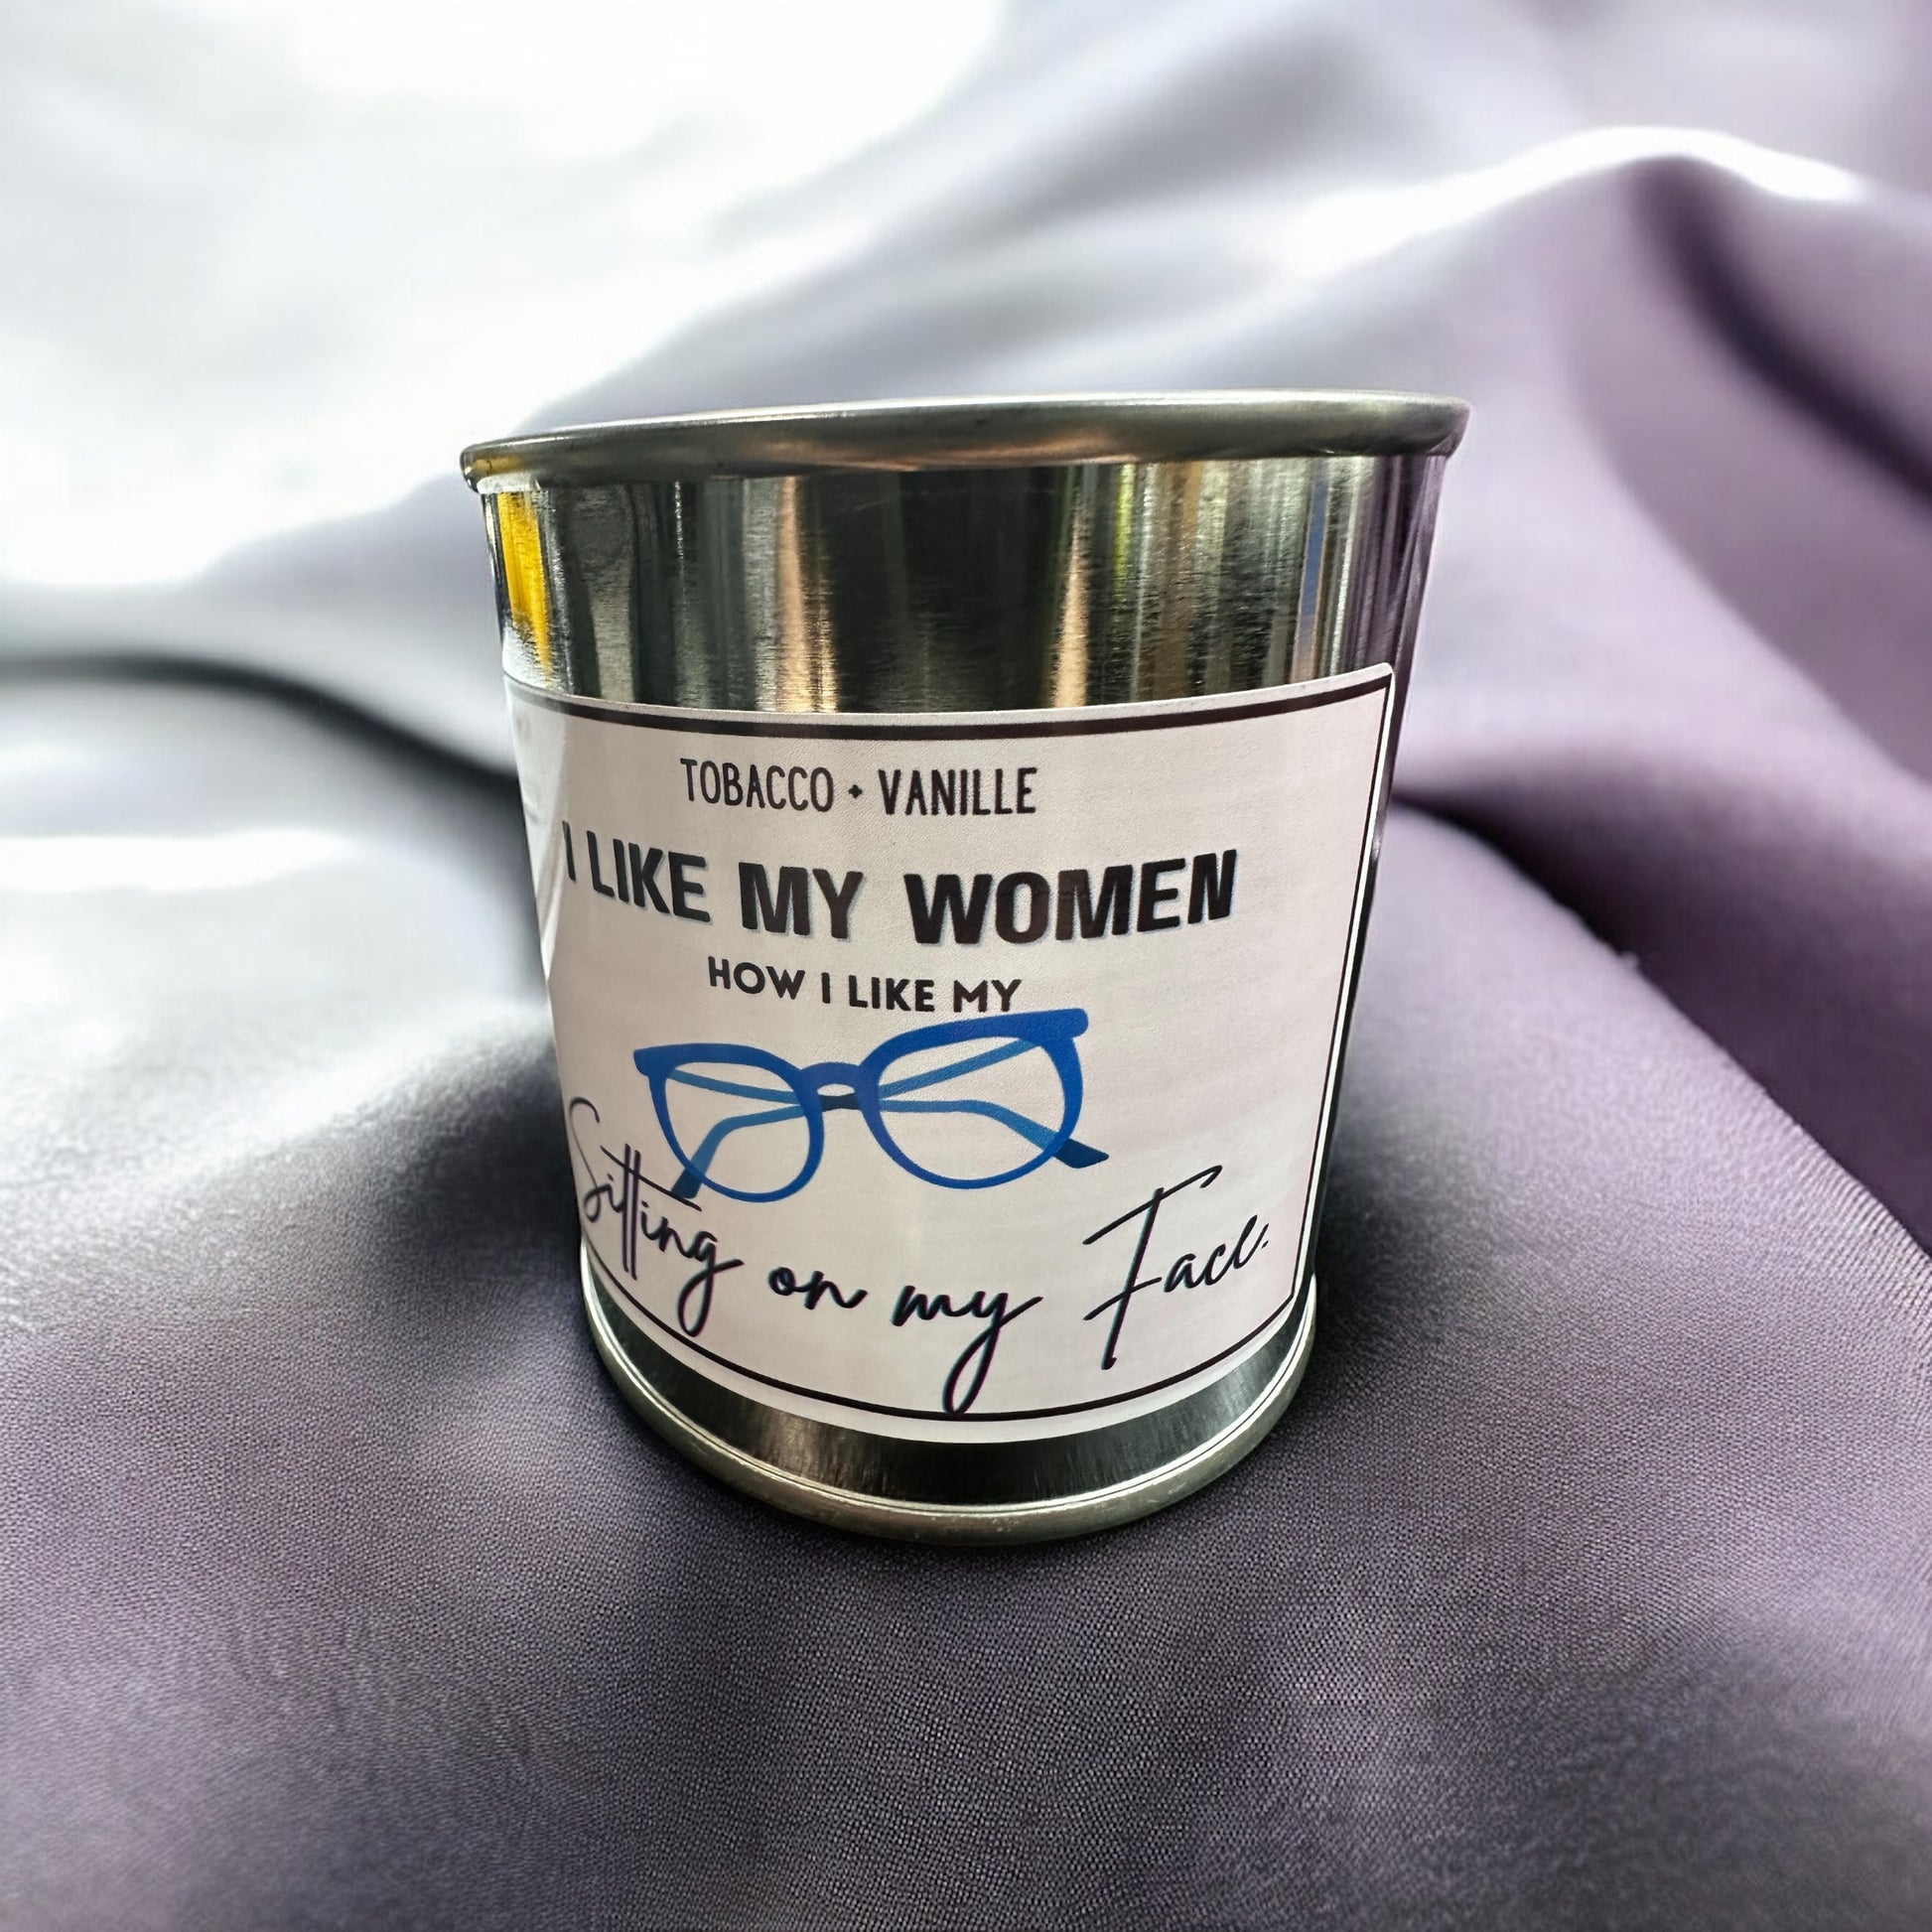 TOBACCO • VANILLE
I LIKE MY WOMEN
HOW I LIKE MY
Sitting on my Face.